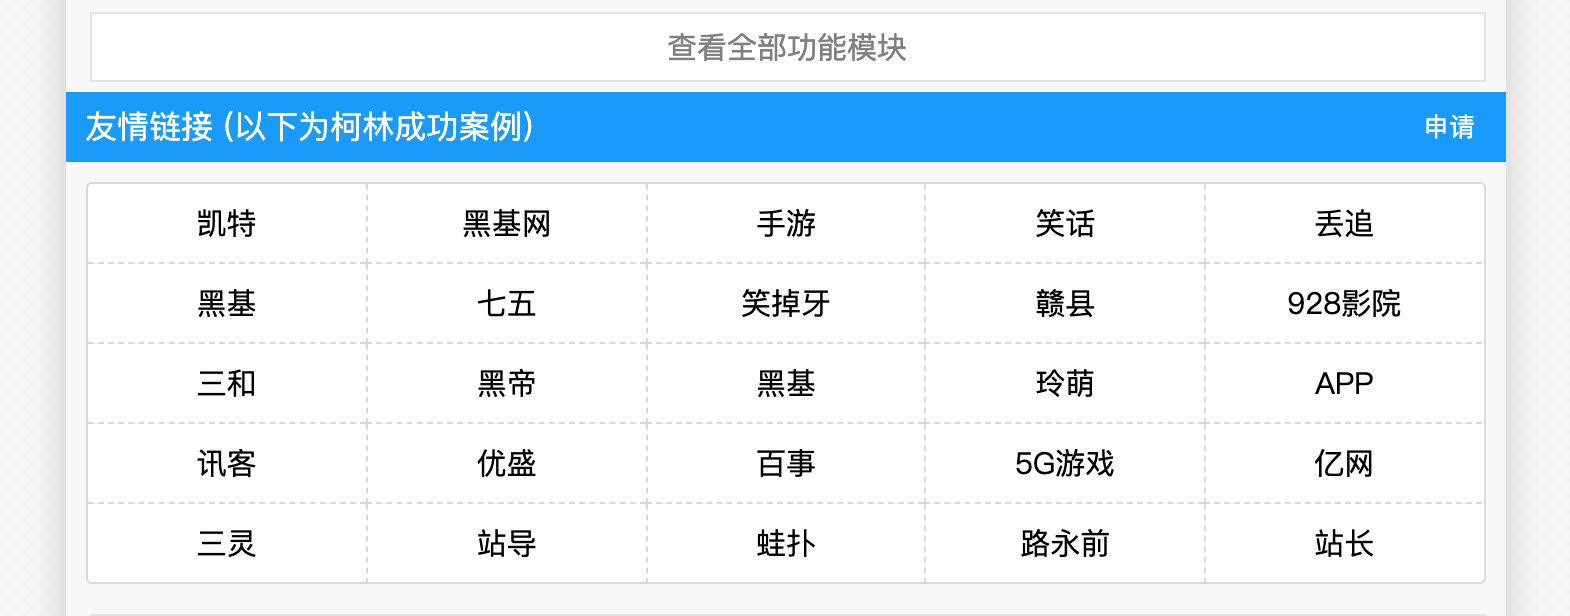 查看全部功能模块
友情链接 (以下为柯林成功案例) 申请
凯特 黑基网 手游 笑话 丢追
黑基 七五 笑掉牙 赣县 928影院
三和 黑帝 黑基 玲萌 APP
讯客 优盛 百事 5G游戏 亿网
三灵 站导 蛙扑 路永前 站长